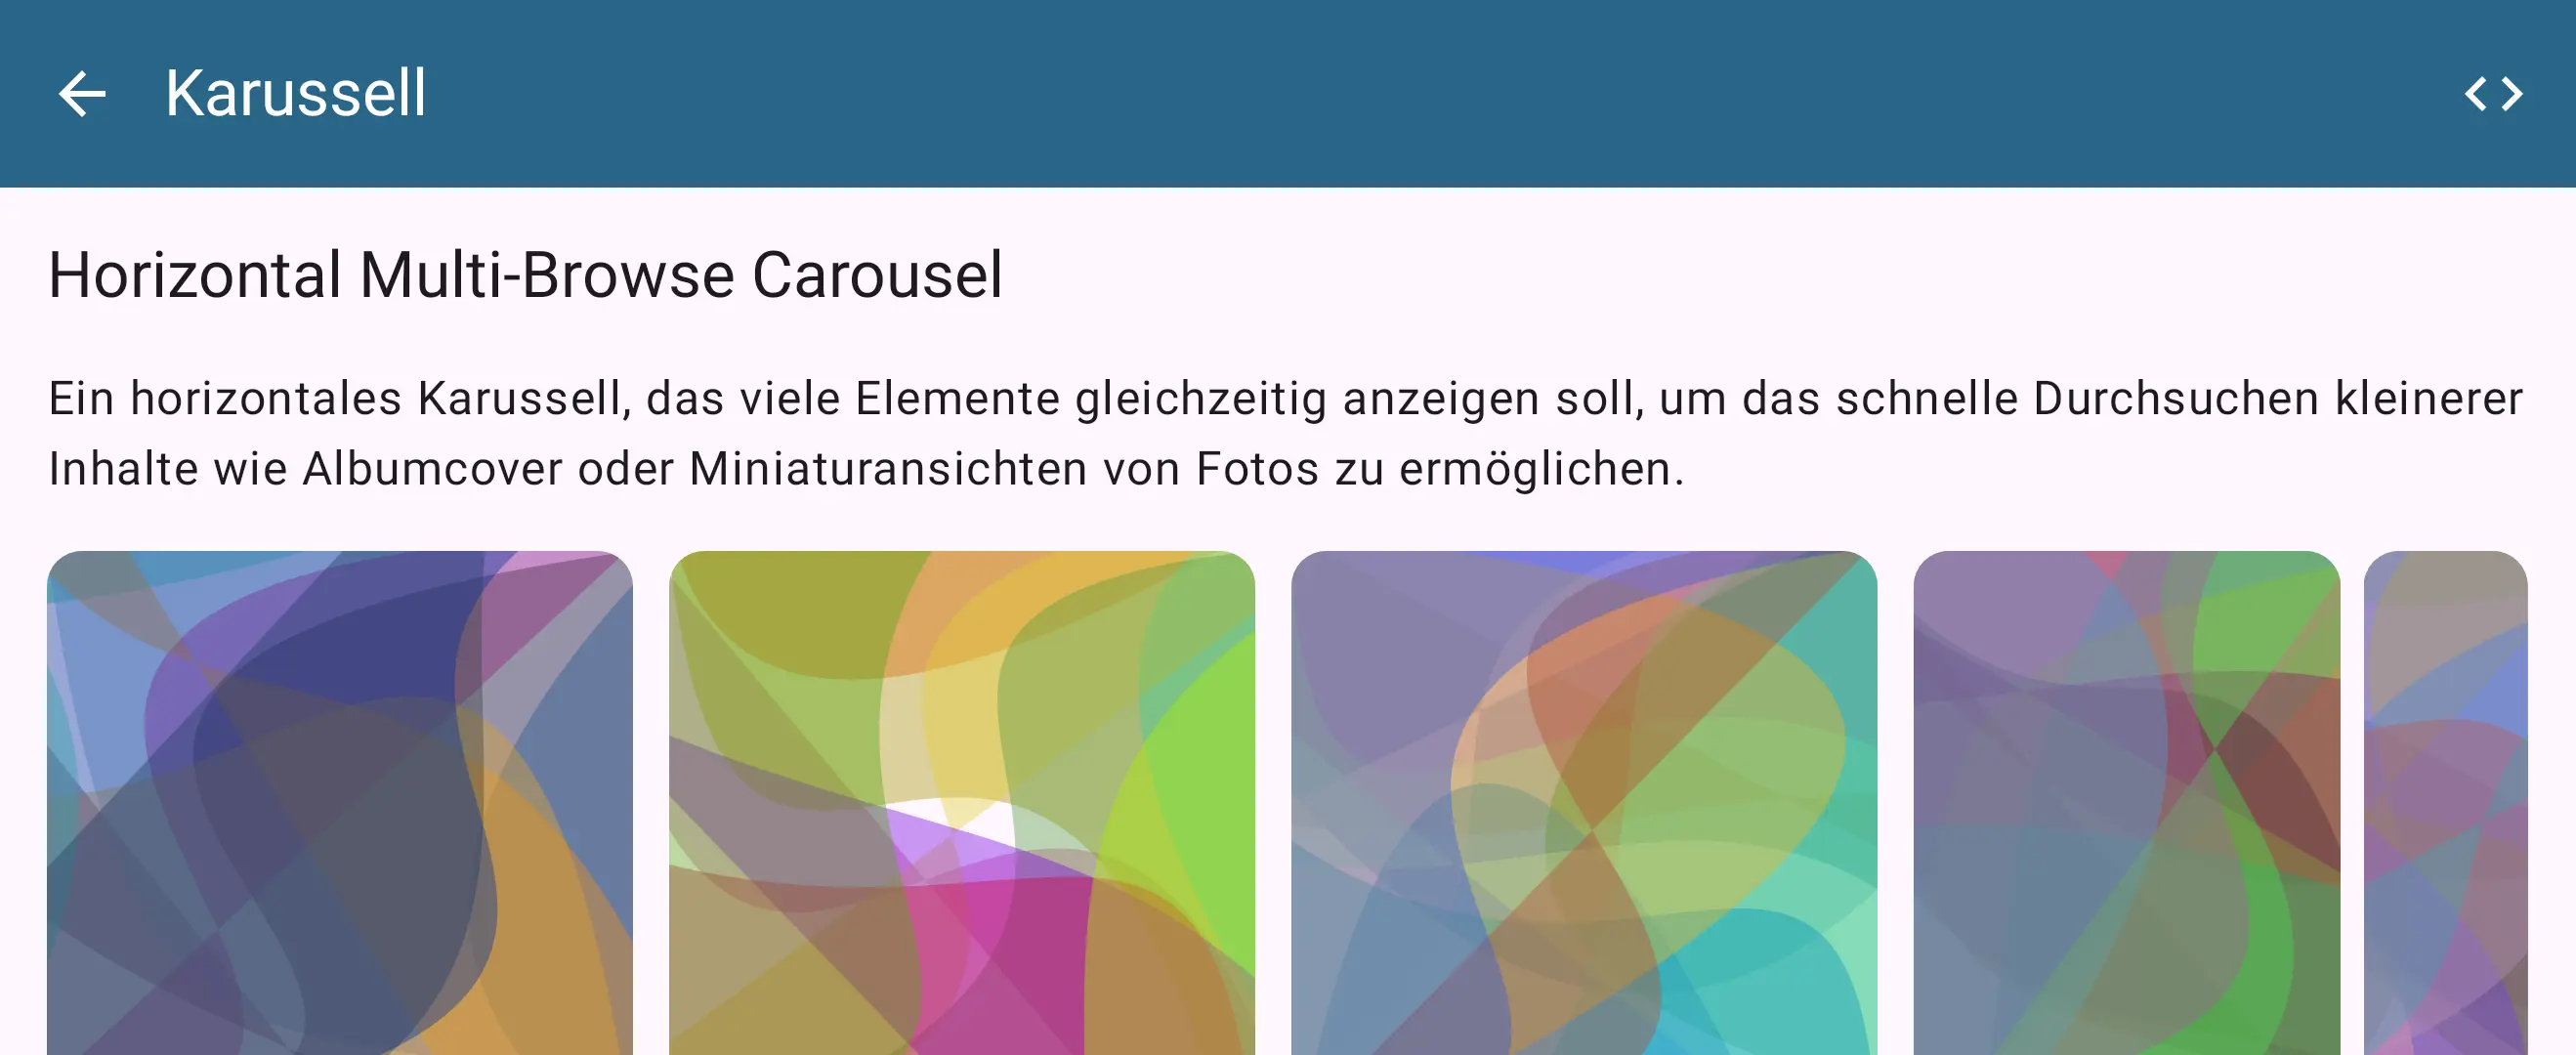 Karussell
Horizontal Multi-Browse Carousel
Ein horizontales Karussell, das viele Elemente gleichzeitig anzeigen soll, um das schnelle Durchsuchen kleinerer
Inhalte wie Albumcover oder Miniaturansichten von Fotos zu ermöglichen.